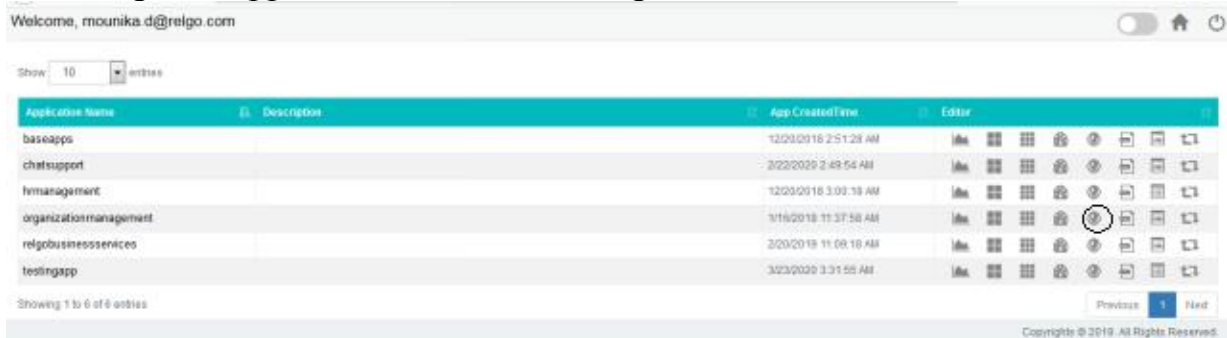 Welcome, mounika.d@relgo.com
Show 10 entries
Application Name Description App CreatedTime Editor
baseapps 12/20/2018 2:51:28 AM
chatsupport 2/22/2020 2:49:54 AM
hrmanagement 12/20/2018 3:00:18 AM
organizationmanagement 1/16/2019 11:37:58 AM
relgobusinessservices 2/20/2019 11:09:18 AM
testingapp 3/23/2020 3:31:55 AM
Showing 1 to 6 of 6 entries
Previous 1 Next
Copyrights © 2019. All Rights Reserved.